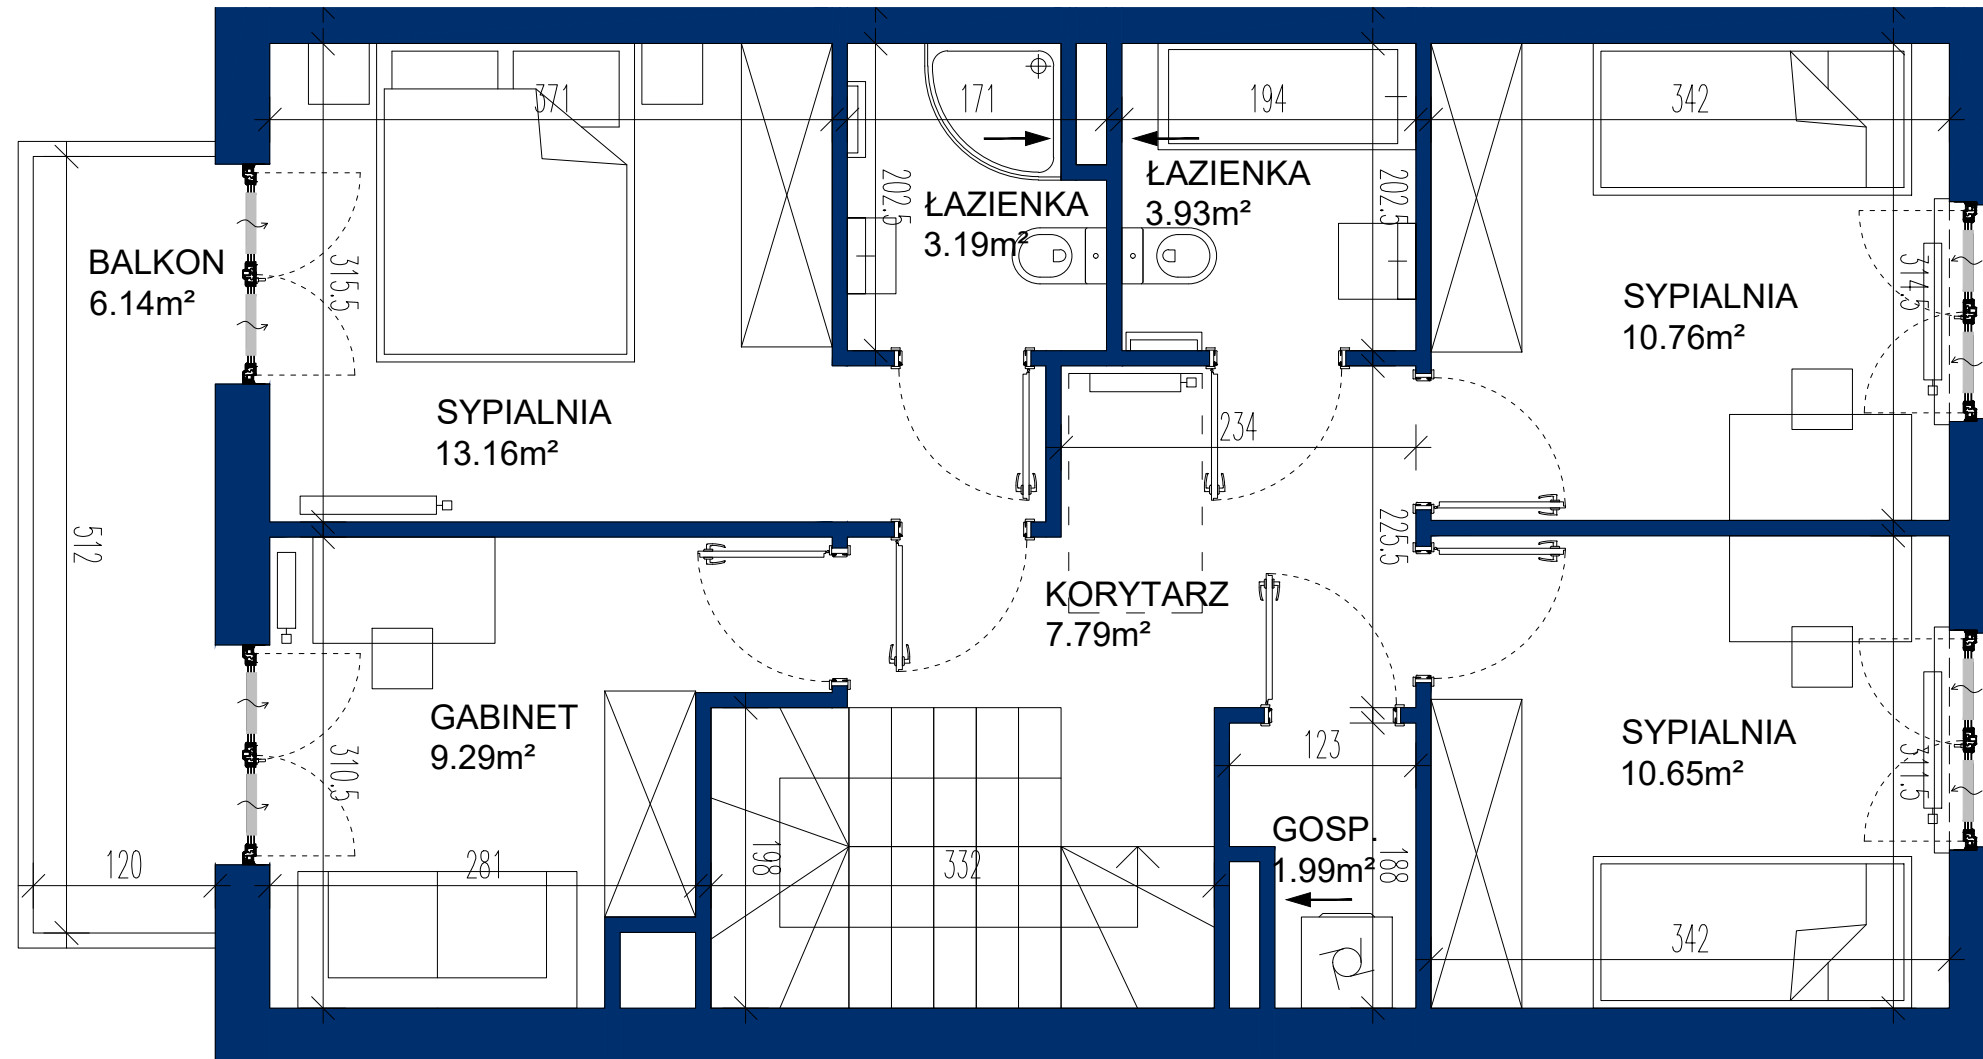 371
171
194
342
202.5
202.5
ŁAZIENKA
3.93m²
ŁAZIENKA
3.19m²
BALKON
6.14m²
315.5
314.5
SYPIALNIA
10.76m²
SYPIALNIA
13.16m²
234
512
225.5
KORYTARZ
7.79m²
GABINET
9.29m²
310.5
SYPIALNIA
10.65m²
311.5
123
GOSP.
1.99m²
188
120
281
198
332
342